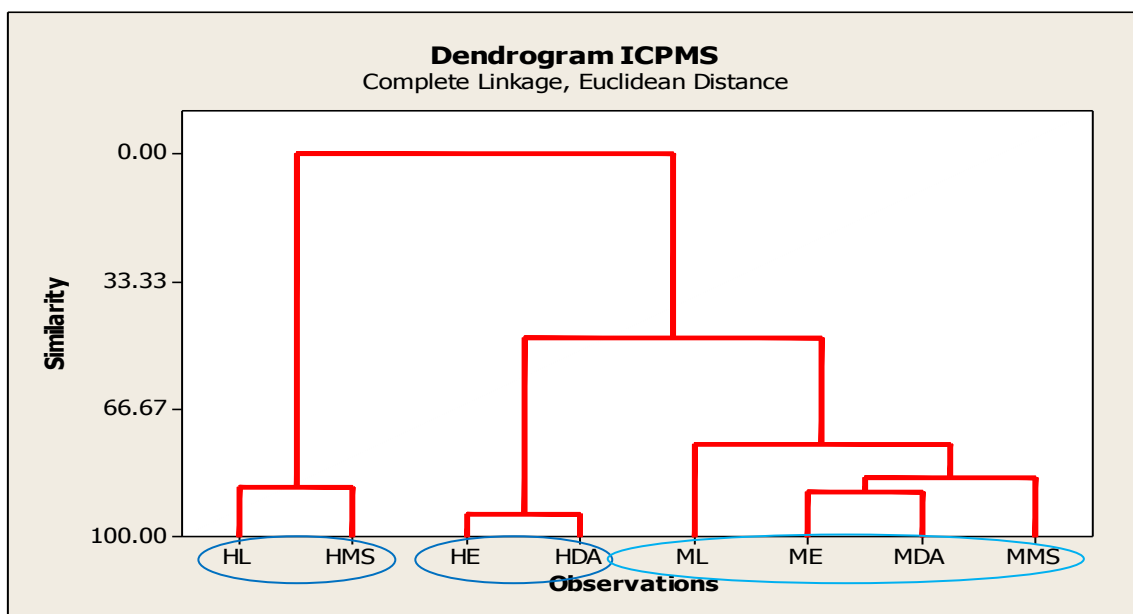 Dendrogram ICPMS
Complete Linkage, Euclidean Distance
Similarity
0.00
33.33
66.67
100.00
HL HMS HE HDA ML ME MDA MMS
Observations